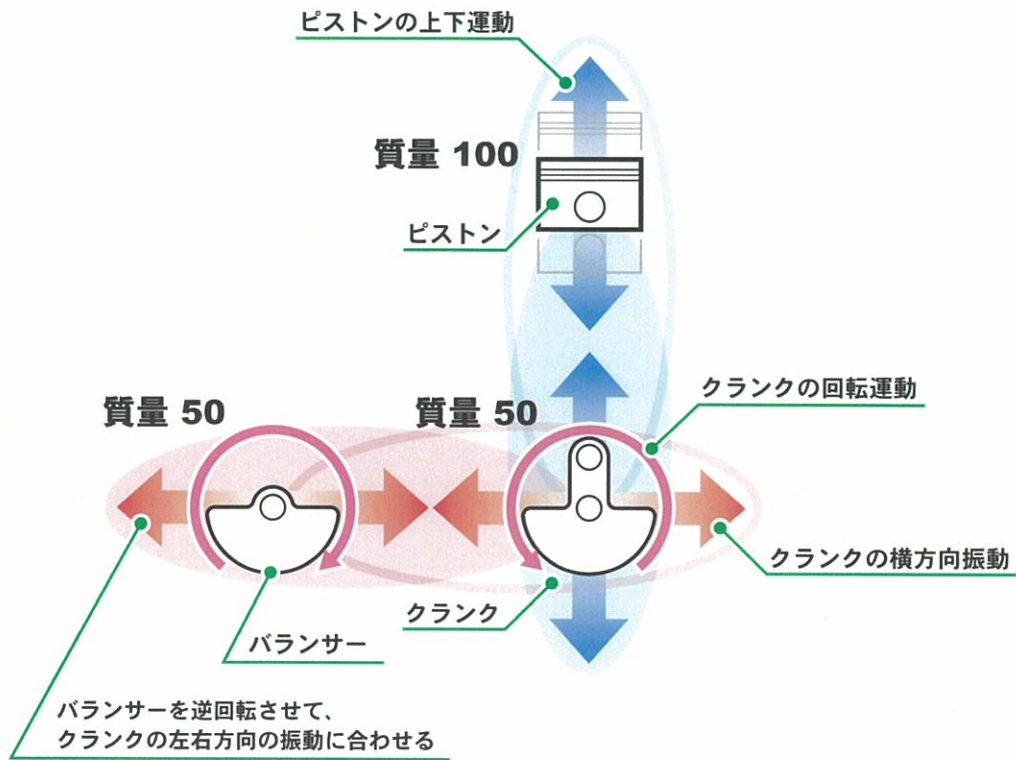 ピストンの上下運動
質量 100
ピストン
クランクの回転運動
質量 50
質量 50
クランクの横方向振動
クランク
バランサー
バランサーを逆回転させて、
クランクの左右方向の振動に合わせる